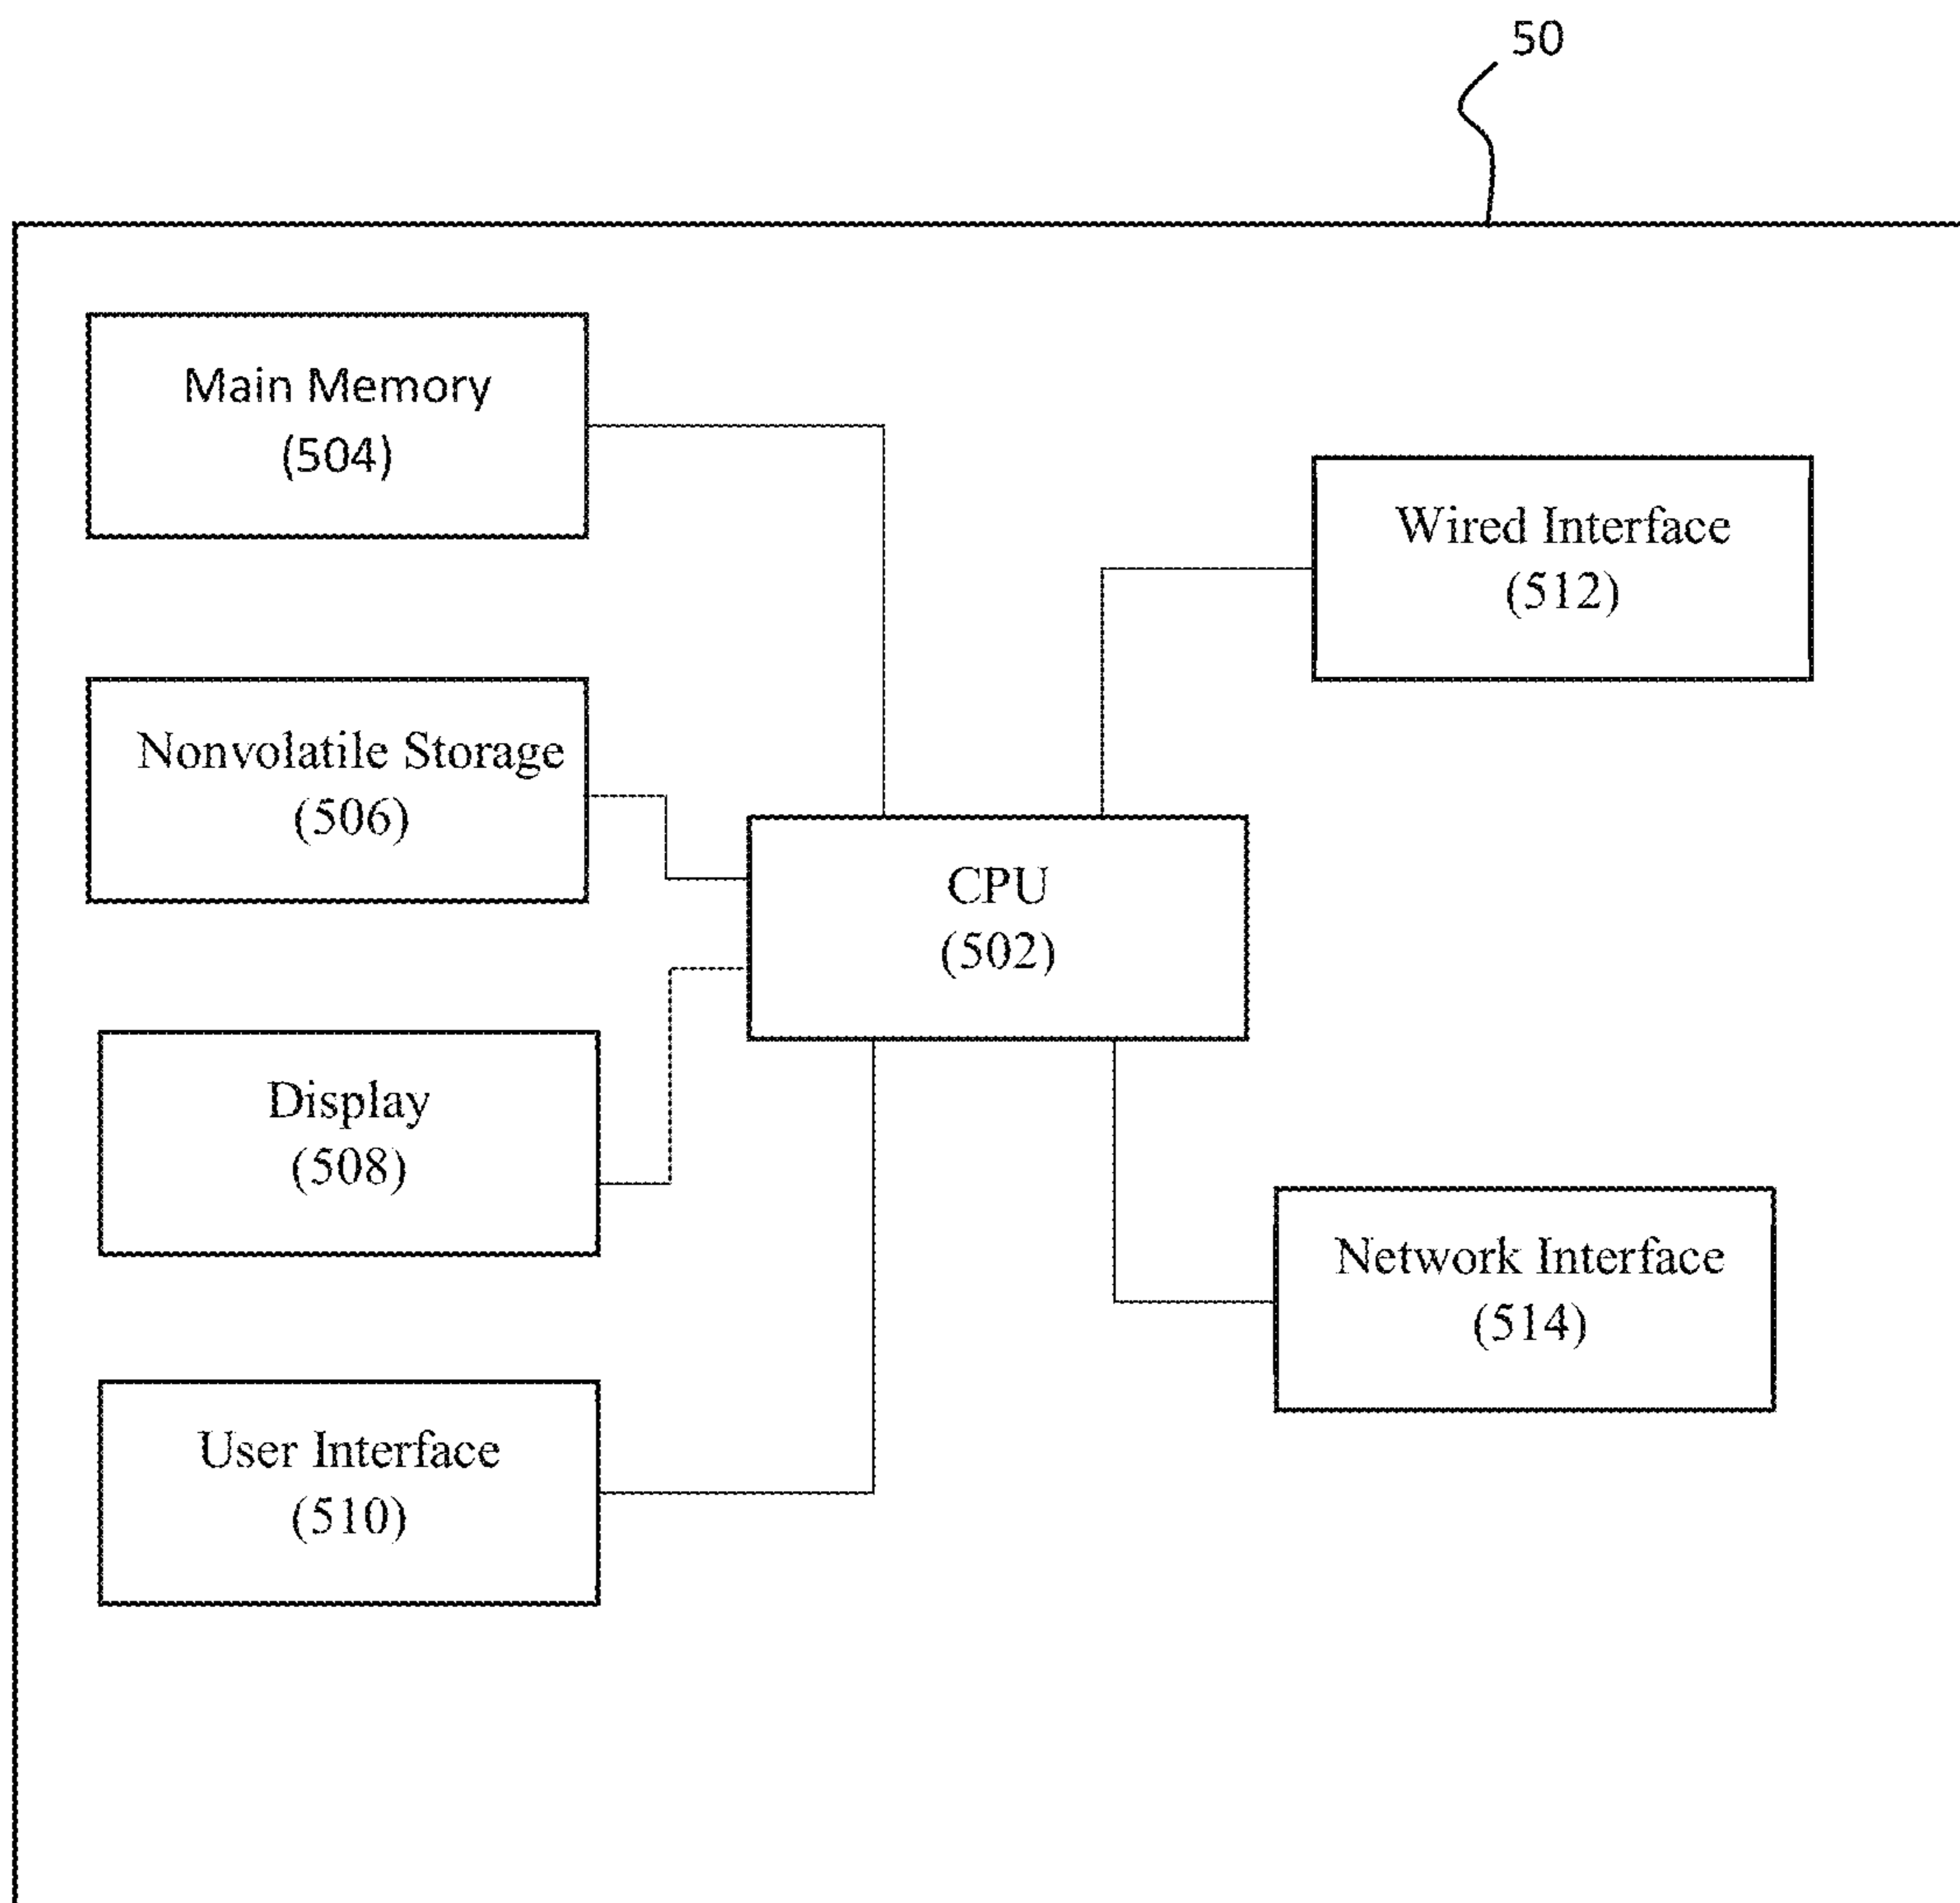 50
Main Memory
(504)
Wired Interface
(512)
Nonvolatile Storage
(506)
CPU
(502)
Display
(508)
Network Interface
(514)
User Interface
(510)